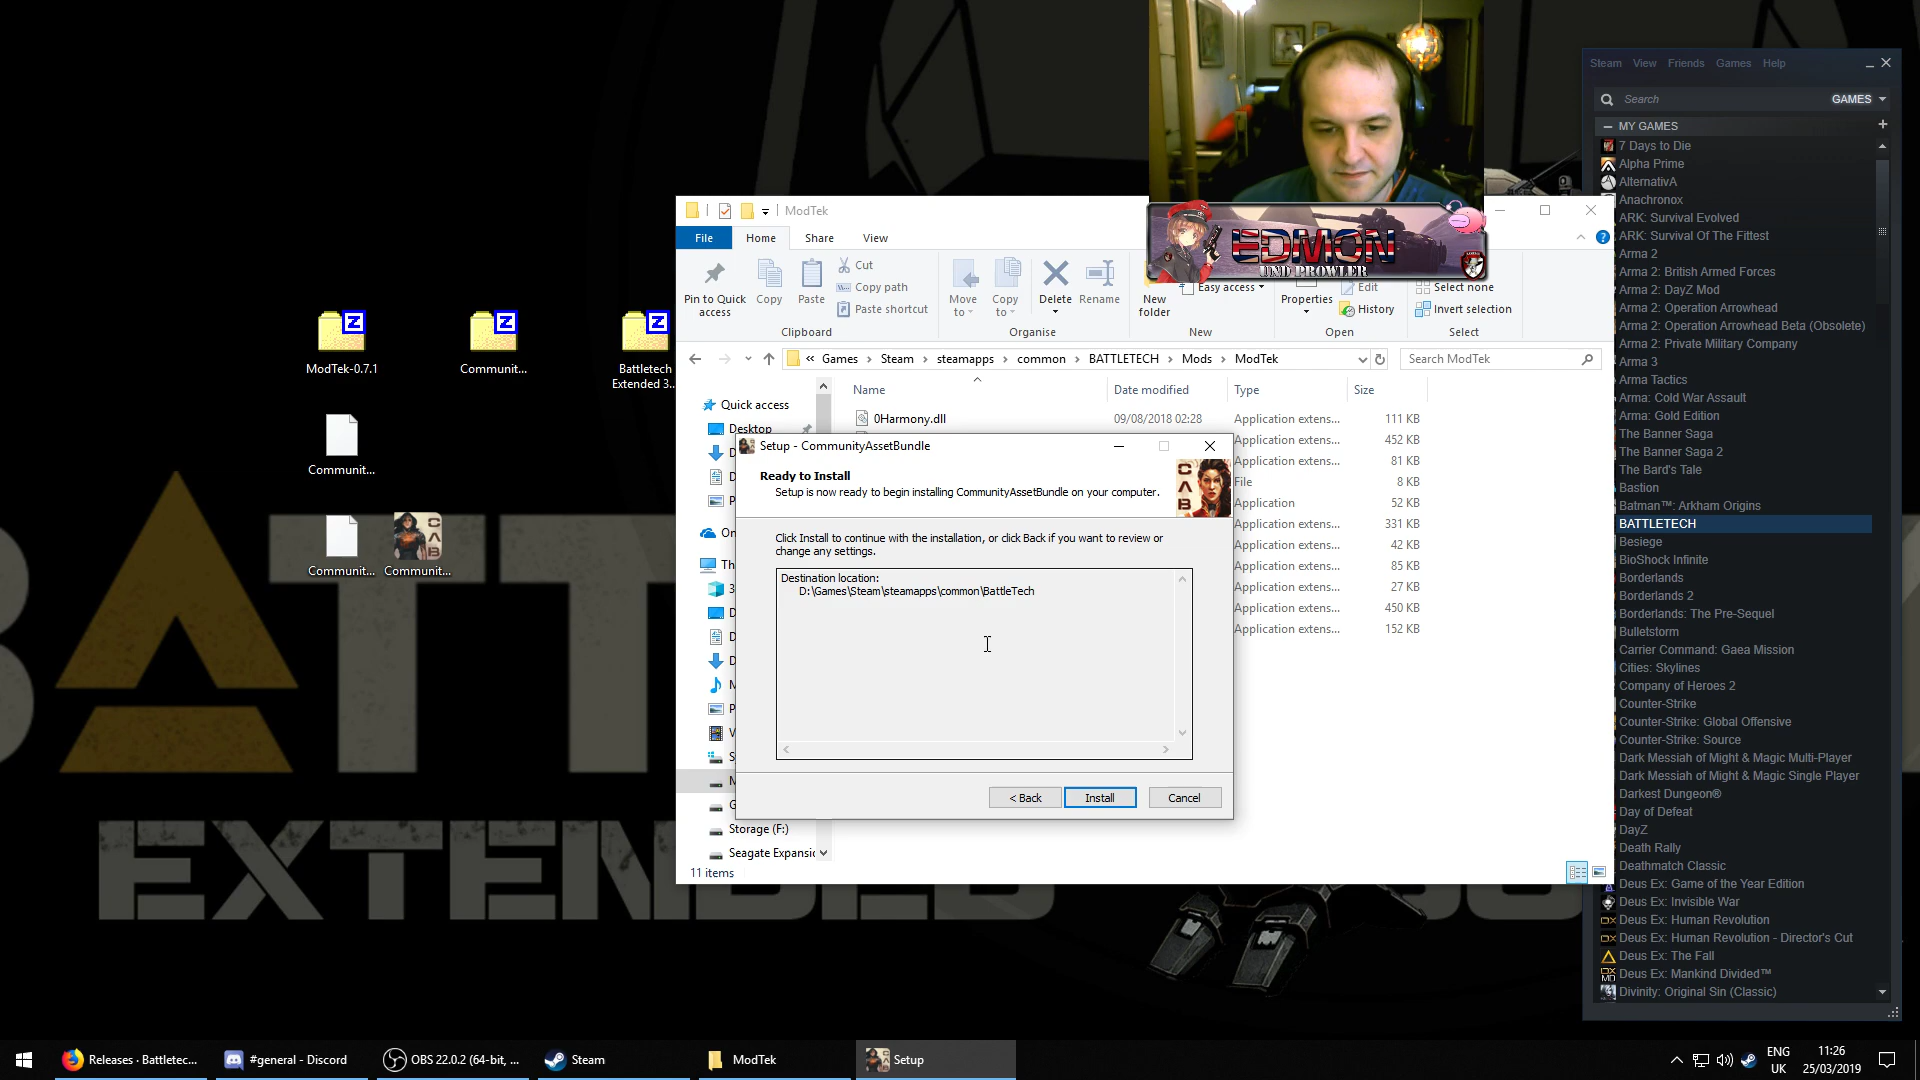 ModTek-0.7.1
Communit...
Battletech
Extended 3...
Communit...
Communit...
Communit...
EXTENDED
ModTek
File
Home
Share
View
Pin to Quick
access
Copy
Paste
Cut
Copy path
Paste shortcut
Clipboard
Move
to
Copy
to
Delete
Rename
Organise
New
folder
Easy access
New
Properties
Edit
History
Open
Select none
Invert selection
Select
EDMON
JND PROWLER
« Games
Steam
steamapps
common
BATTLETECH
Mods
ModTek
Search ModTek
Name
Date modified
Type
Size
0Harmony.dll
09/08/2018 02:28
Application extens...
111 KB
Application extens...
452 KB
Application extens...
81 KB
File
8 KB
Application
52 KB
Application extens...
331 KB
Application extens...
42 KB
Application extens...
85 KB
Application extens...
27 KB
Application extens...
450 KB
Application extens...
152 KB
Quick access
Desktop
Storage (F:)
Seagate Expansi
11 items
Setup - CommunityAssetBundle
Ready to Install
Setup is now ready to begin installing CommunityAssetBundle on your computer.
CAB
Click Install to continue with the installation, or click Back if you want to review or
change any settings.
Destination location:
D:\Games\Steam\steamapps\common\BattleTech
< Back
Install
Cancel
Steam
View
Friends
Games
Help
Search
GAMES
MY GAMES
7 Days to Die
Alpha Prime
AlternativA
Anachronox
ARK: Survival Evolved
ARK: Survival Of The Fittest
Arma 2
Arma 2: British Armed Forces
Arma 2: DayZ Mod
Arma 2: Operation Arrowhead
Arma 2: Operation Arrowhead Beta (Obsolete)
Arma 2: Private Military Company
Arma 3
Arma Tactics
Arma: Cold War Assault
Arma: Gold Edition
The Banner Saga
The Banner Saga 2
The Bard's Tale
Bastion
Batman™: Arkham Origins
BATTLETECH
Besiege
BioShock Infinite
Borderlands
Borderlands 2
Borderlands: The Pre-Sequel
Bulletstorm
Carrier Command: Gaea Mission
Cities: Skylines
Company of Heroes 2
Counter-Strike
Counter-Strike: Global Offensive
Counter-Strike: Source
Dark Messiah of Might & Magic Multi-Player
Dark Messiah of Might & Magic Single Player
Darkest Dungeon®
Day of Defeat
DayZ
Death Rally
Deathmatch Classic
Deus Ex: Game of the Year Edition
Deus Ex: Invisible War
Deus Ex: Human Revolution
Deus Ex: Human Revolution - Director's Cut
Deus Ex: The Fall
Deus Ex: Mankind Divided™
Divinity: Original Sin (Classic)
Releases · Battletec...
#general - Discord
OBS 22.0.2 (64-bit, ...
Steam
ModTek
Setup
ENG
UK
11:26
25/03/2019